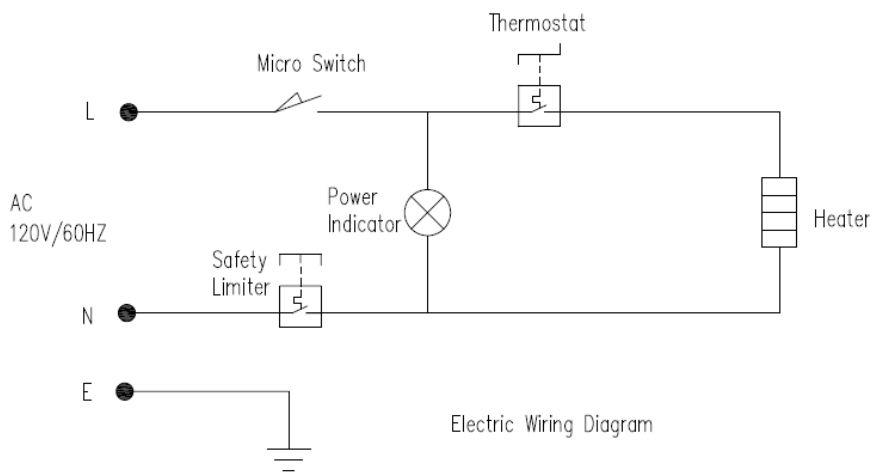 Thermostat
Micro Switch
L
AC
120V/60HZ
Power
Indicator
Heater
Safety
Limiter
N
E
Electric Wiring Diagram